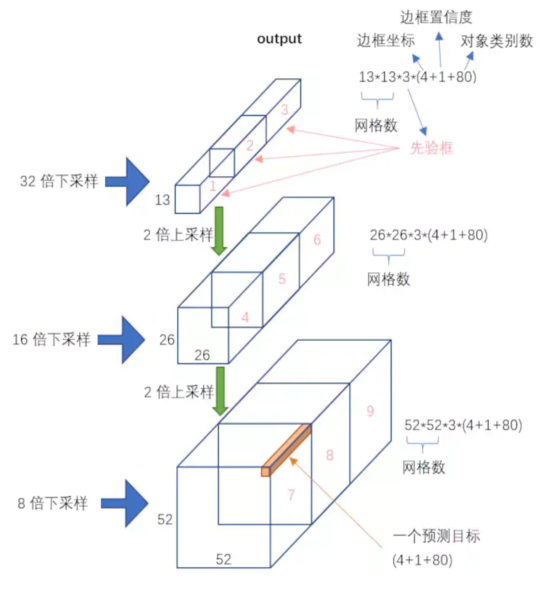 边框置信度
output
边框坐标
对象类别数
13*13*3*(4+1+80)
3
网格数
2
先验框
1
32 倍下采样
13
2 倍上采样
6
26*26*3*(4+1+80)
5
网格数
4
16 倍下采样
26
26
2 倍上采样
9
52*52*3*(4+1+80)
8
网格数
7
8 倍下采样
52
一个预测目标
52
(4+1+80)